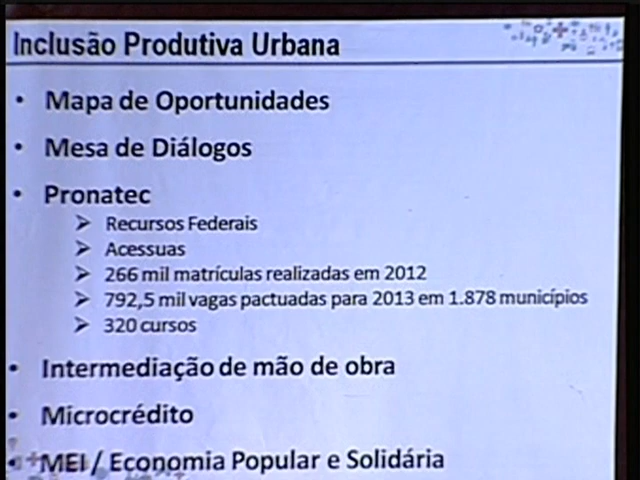 Inclusão Produtiva Urbana
• Mapa de Oportunidades
• Mesa de Diálogos
• Pronatec
➢ Recursos Federais
➢ Acessuas
➢ 266 mil matrículas realizadas em 2012
➢ 792,5 mil vagas pactuadas para 2013 em 1.878 municípios
➢ 320 cursos
• Intermediação de mão de obra
• Microcrédito
• MEI / Economia Popular e Solidária